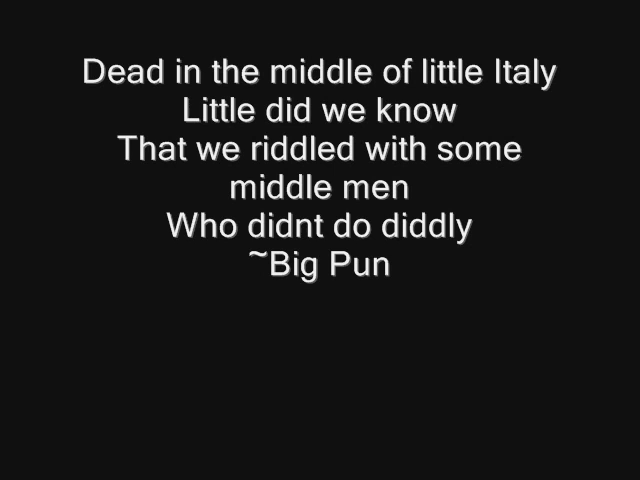 Dead in the middle of little Italy
Little did we know
That we riddled with some
middle men
Who didnt do diddly
~Big Pun